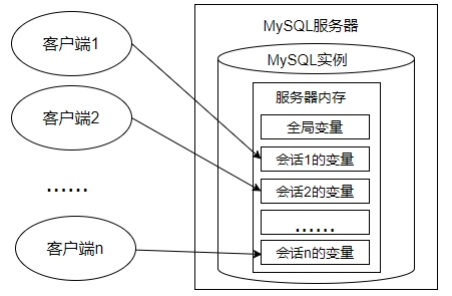 客户端1
客户端2
......
客户端n
MySQL服务器
MySQL实例
服务器内存
全局变量
会话1的变量
会话2的变量
......
会话n的变量